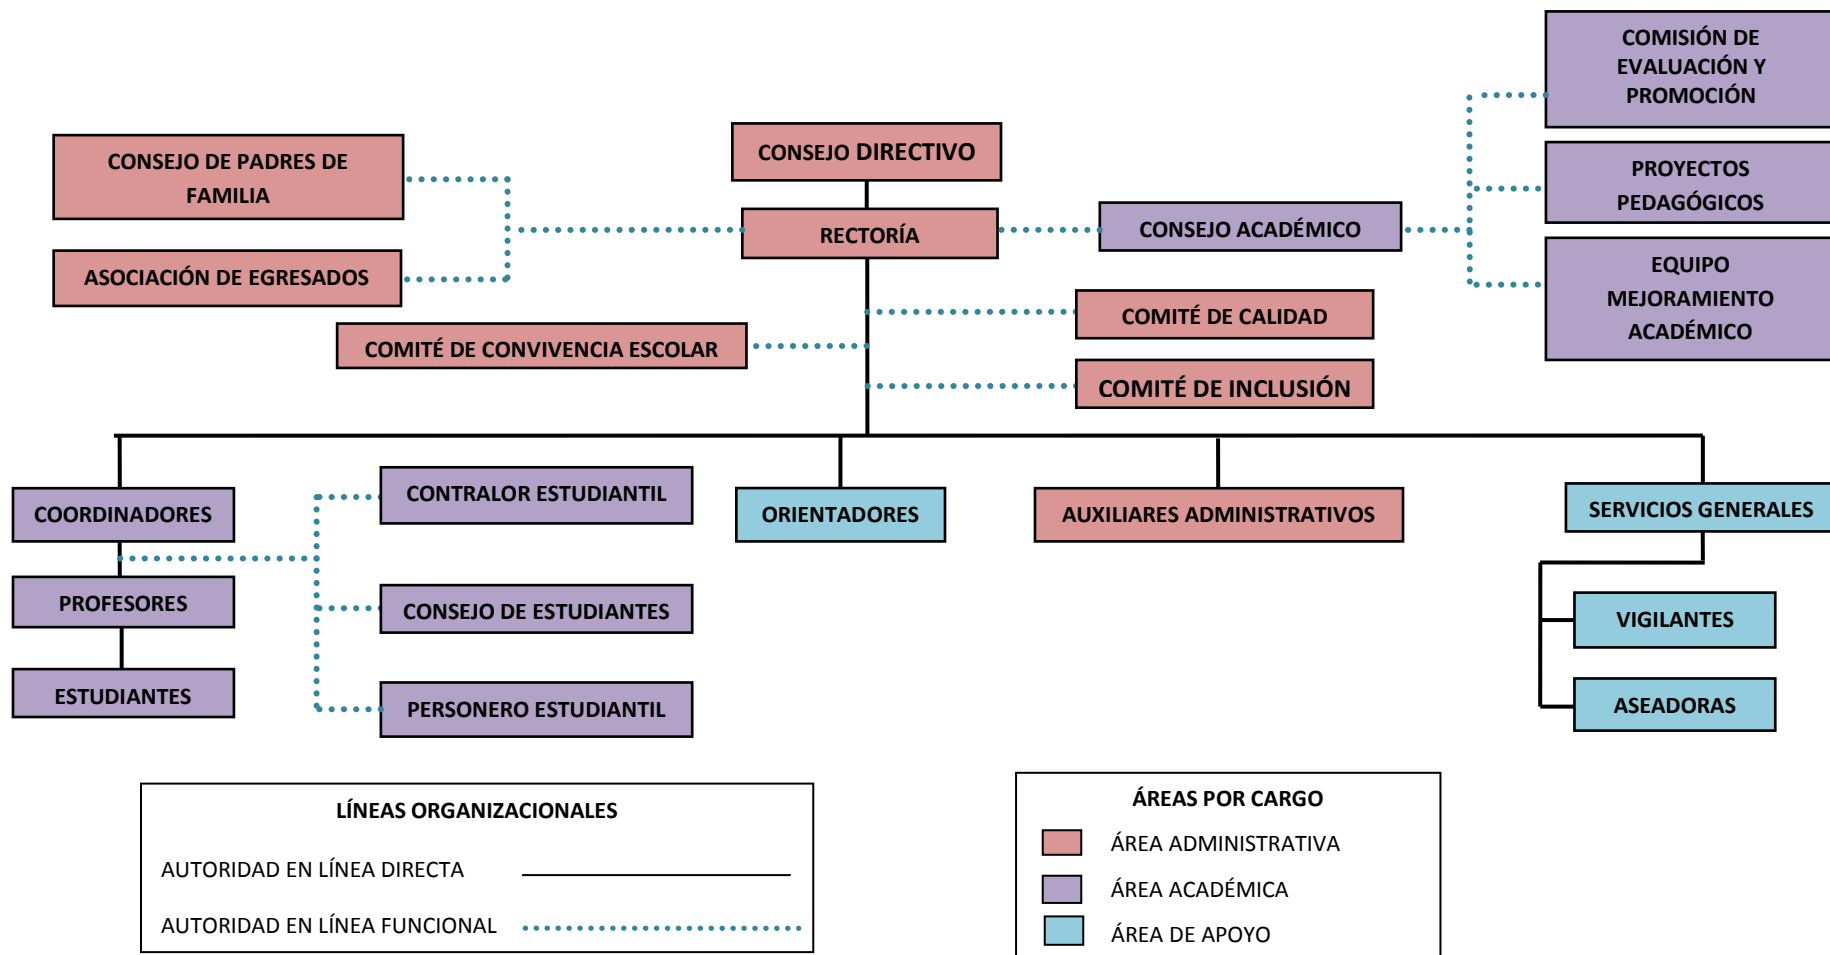 COMISIÓN DE
EVALUACIÓN Y
PROMOCIÓN
CONSEJO DE PADRES DE
FAMILIA
CONSEJO DIRECTIVO
PROYECTOS
PEDAGÓGICOS
RECTORÍA
CONSEJO ACADÉMICO
ASOCIACIÓN DE EGRESADOS
EQUIPO
MEJORAMIENTO
ACADÉMICO
COMITÉ DE CALIDAD
COMITÉ DE CONVIVENCIA ESCOLAR
COMITÉ DE INCLUSIÓN
COORDINADORES
CONTRALOR ESTUDIANTIL
ORIENTADORES
AUXILIARES ADMINISTRATIVOS
SERVICIOS GENERALES
PROFESORES
CONSEJO DE ESTUDIANTES
VIGILANTES
ESTUDIANTES
PERSONERO ESTUDIANTIL
ASEADORAS
LÍNEAS ORGANIZACIONALES
AUTORIDAD EN LÍNEA DIRECTA
AUTORIDAD EN LÍNEA FUNCIONAL
ÁREAS POR CARGO
ÁREA ADMINISTRATIVA
ÁREA ACADÉMICA
ÁREA DE APOYO